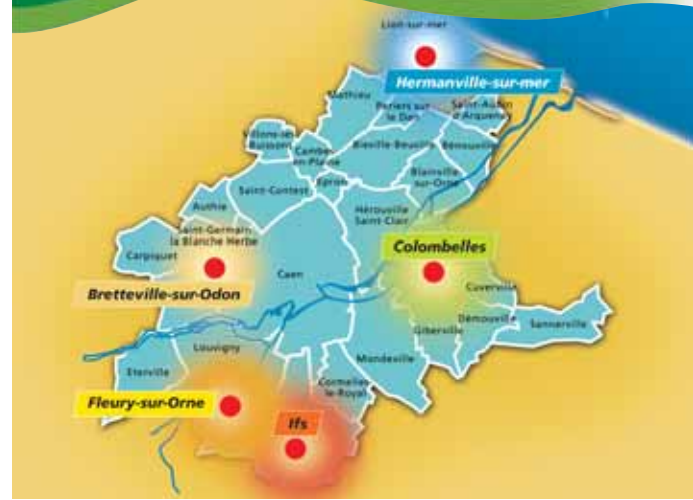 Lion-sur-mer
Hermanville-sur-mer
Mathieu
Periers sur
le Dan
Saint-Aubin
d'Arquenay
Villons-les
Buissons
Cambes
en-Plaine
Bieville-Beuville
Bénouville
Blainville
sur-Orne
Epron
Saint-Contest
Authie
Hérouville
Saint-Clair
Saint-Germain
la Blanche Herbe
Carpiquet
Colombelles
Caen
Bretteville-sur-Odon
Cuverville
Démouville
Giberville
Sannerville
Louvigny
Mondeville
Eterville
Cormelles
le-Royal
Fleury-sur-Orne
Ifs